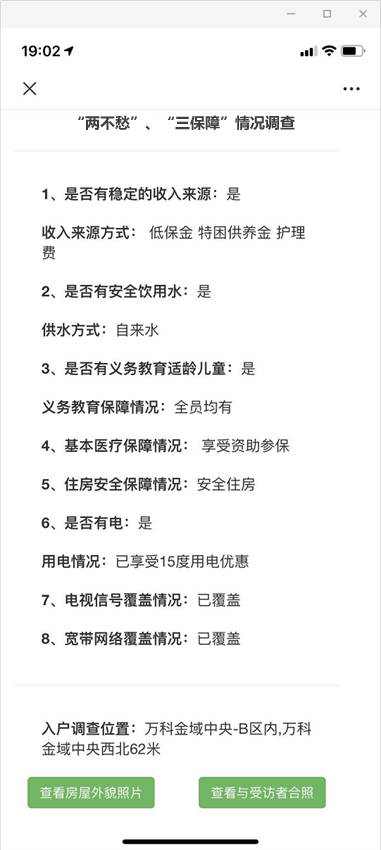 19:02
“两不愁”、“三保障”情况调查
1、是否有稳定的收入来源：是
收入来源方式： 低保金 特困供养金 护理
费
2、是否有安全饮用水：是
供水方式：自来水
3、是否有义务教育适龄儿童：是
义务教育保障情况：全员均有
4、基本医疗保障情况： 享受资助参保
5、住房安全保障情况：安全住房
6、是否有电：是
用电情况：已享受15度用电优惠
7、电视信号覆盖情况：已覆盖
8、宽带网络覆盖情况：已覆盖
入户调查位置：万科金域中央-B区内,万科
金域中央西北62米
查看房屋外貌照片 查看与受访者合照